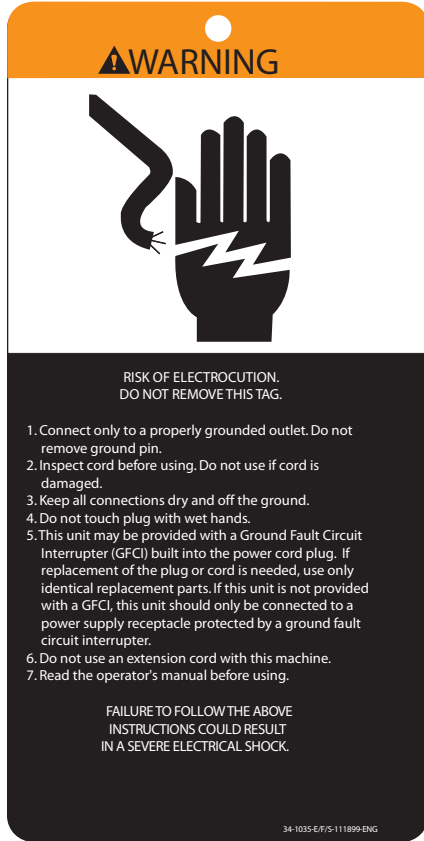 WARNING
RISK OF ELECTROCUTION.
DO NOT REMOVE THIS TAG.
1. Connect only to a properly grounded outlet. Do not
remove ground pin.
2. Inspect cord before using. Do not use if cord is
damaged.
3. Keep all connections dry and off the ground.
4. Do not touch plug with wet hands.
5. This unit may be provided with a Ground Fault Circuit
Interrupter (GFCI) built into the power cord plug.  If
replacement of the plug or cord is needed, use only
identical replacement parts. If this unit is not provided
with a GFCI, this unit should only be connected to a
power supply receptacle protected by a ground fault
circuit interrupter.
6. Do not use an extension cord with this machine.
7. Read the operator's manual before using.
FAILURE TO FOLLOW THE ABOVE
INSTRUCTIONS COULD RESULT
IN A SEVERE ELECTRICAL SHOCK.
34-1035-E/F/S-111899-ENG